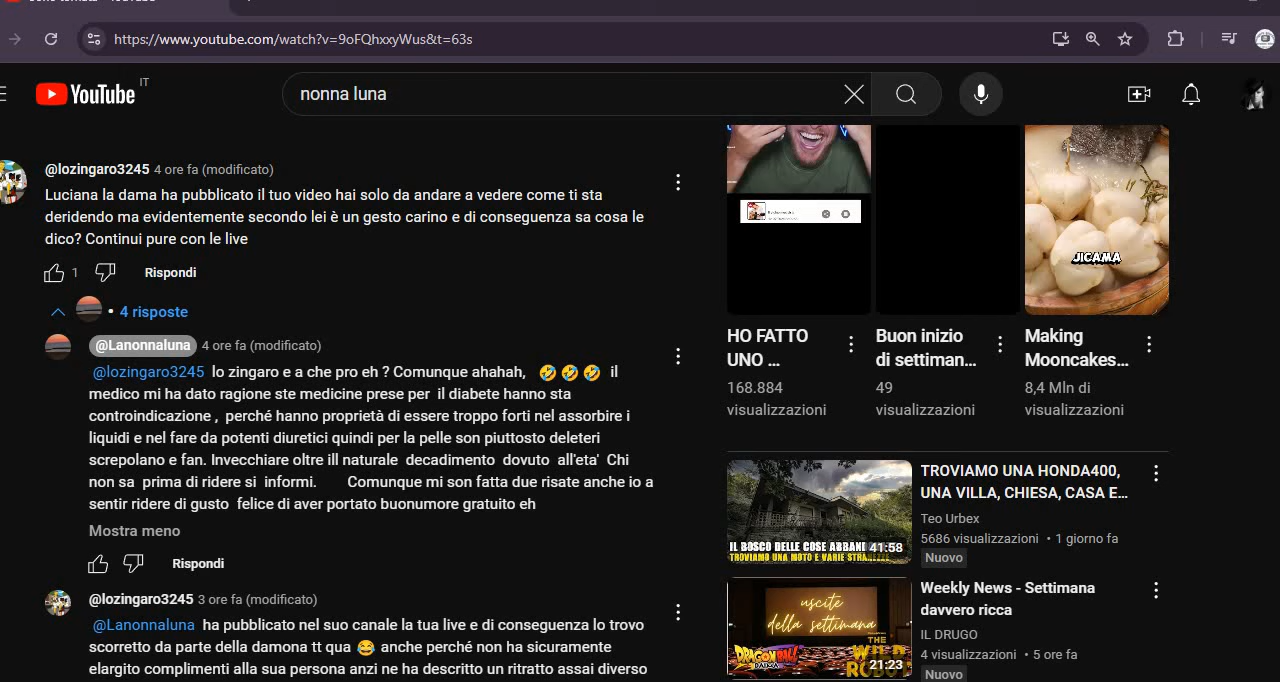 https://www.youtube.com/watch?v=9oFQhxxyWus&t=63s
YouTube IT
nonna luna
@lozingaro3245 4 ore fa (modificato)
Luciana la dama ha pubblicato il tuo video hai solo da andare a vedere come ti sta
deridendo ma evidentemente secondo lei è un gesto carino e di conseguenza sa cosa le
dico? Continui pure con le live
1 Rispondi
• 4 risposte
@Lanonnaluna 4 ore fa (modificato)
@lozingaro3245 lo zingaro e a che pro eh ? Comunque ahahah, 🤣🤣🤣 il
medico mi ha dato ragione ste medicine prese per il diabete hanno sta
controindicazione , perché hanno proprietà di essere troppo forti nel assorbire i
liquidi e nel fare da potenti diuretici quindi per la pelle son piuttosto deleteri
screpolano e fan. Invecchiare oltre ill naturale decadimento dovuto all'eta' Chi
non sa prima di ridere si informi. Comunque mi son fatta due risate anche io a
sentir ridere di gusto felice di aver portato buonumore gratuito eh
Mostra meno
Rispondi
@lozingaro3245 3 ore fa (modificato)
@Lanonnaluna ha pubblicato nel suo canale la tua live e di conseguenza lo trovo
scorretto da parte della damona tt qua 😂 anche perché non ha sicuramente
elargito complimenti alla sua persona anzi ne ha descritto un ritratto assai diverso
JICAMA
HO FATTO
UNO ...
168.884
visualizzazioni
Buon inizio
di settiman...
49
visualizzazioni
Making
Mooncakes...
8,4 Mln di
visualizzazioni
IL BOSCO DELLE COSE ABBAN
TROVIAMO UNA MOTO E VARIE STRANEZZE
41:58
TROVIAMO UNA HONDA400,
UNA VILLA, CHIESA, CASA E...
Teo Urbex
5686 visualizzazioni • 1 giorno fa
Nuovo
uscite
della settimana
DRAGONBALL
DAIMA
THE
WILD
ROBOT
21:23
Weekly News - Settimana
davvero ricca
IL DRUGO
4 visualizzazioni • 5 ore fa
Nuovo